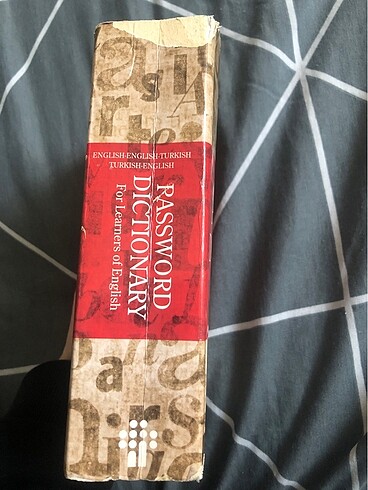 ENGLISH-ENGLISH-TURKISH
TURKISH-ENGLISH
PASSWORD
DICTIONARY
For Learners of English